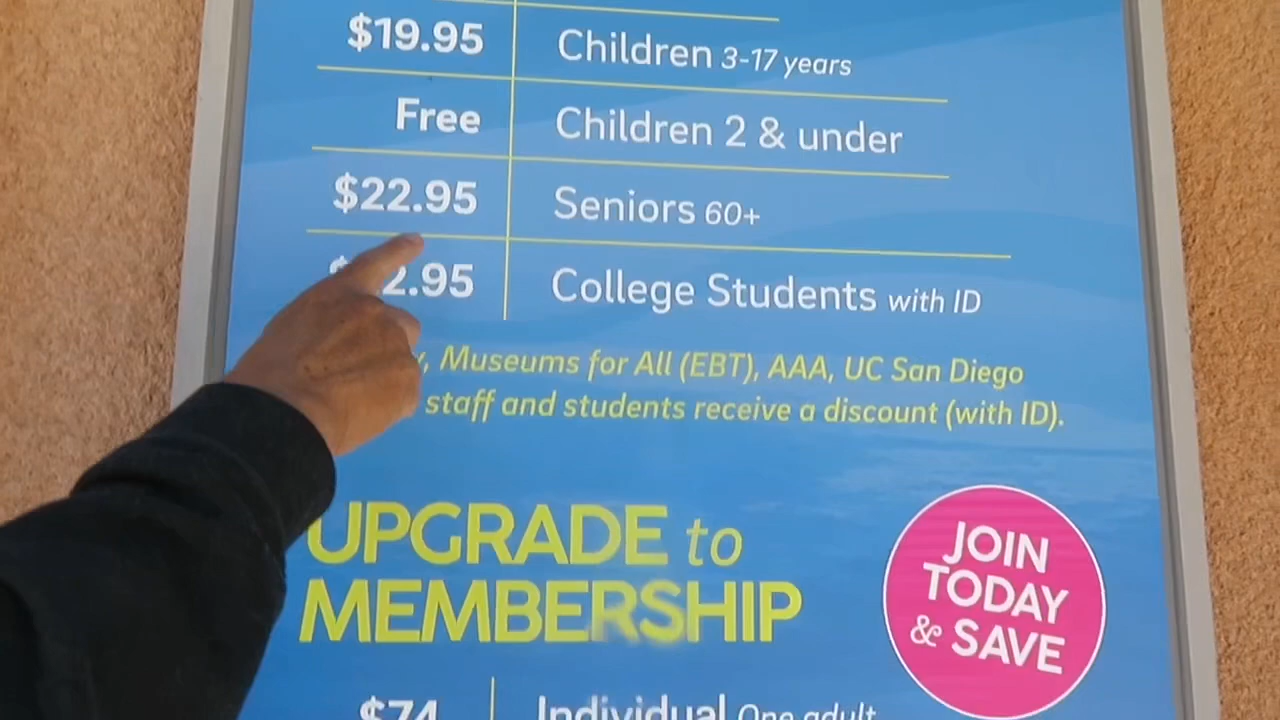 $19.95 Children 3-17 years
Free Children 2 & under
$22.95 Seniors 60+
2.95 College Students with ID
Museums for All (EBT), AAA, UC San Diego
staff and students receive a discount (with ID).
UPGRADE to
MEMBERSHIP
JOIN
TODAY
& SAVE
$74 Individual One adult